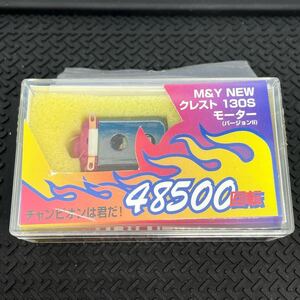 M&Y NEW
クレスト 130S
モーター
(バージョンII)
48500回転
チャンピオンは君だ!